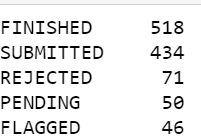 FINISHED 518
SUBMITTED 434
REJECTED 71
PENDING 50
FLAGGED 46